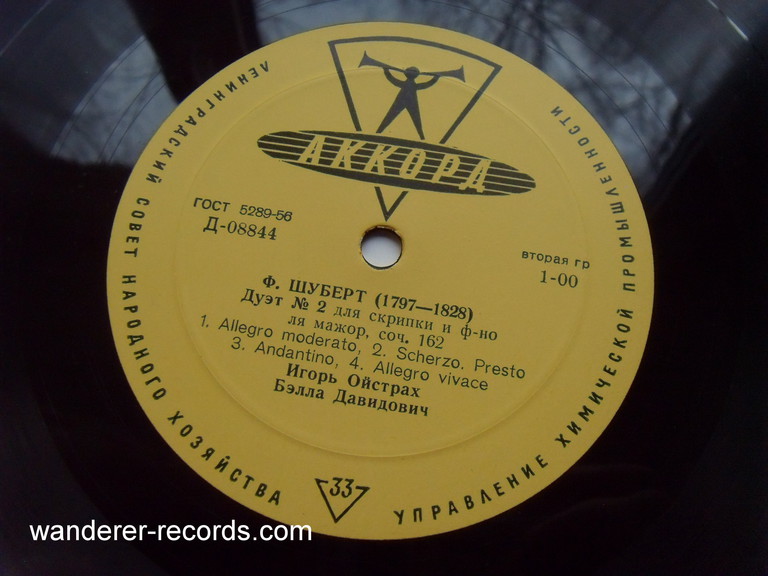 ЛЕНИНГРАДСКИЙ СОВЕТ НАРОДНОГО ХОЗЯЙСТВА
УПРАВЛЕНИЕ ХИМИЧЕСКОЙ ПРОМЫШЛЕННОСТИ
АККОРД
ГОСТ 5289-56
Д-08844
вторая гр
1-00
Ф. ШУБЕРТ (1797—1828)
Дуэт № 2 для скрипки и ф-но
ля мажор, соч. 162
1. Allegro moderato, 2. Scherzo. Presto
3. Andantino, 4. Allegro vivace
Игорь Ойстрах
Бэлла Давидович
33
wanderer-records.com